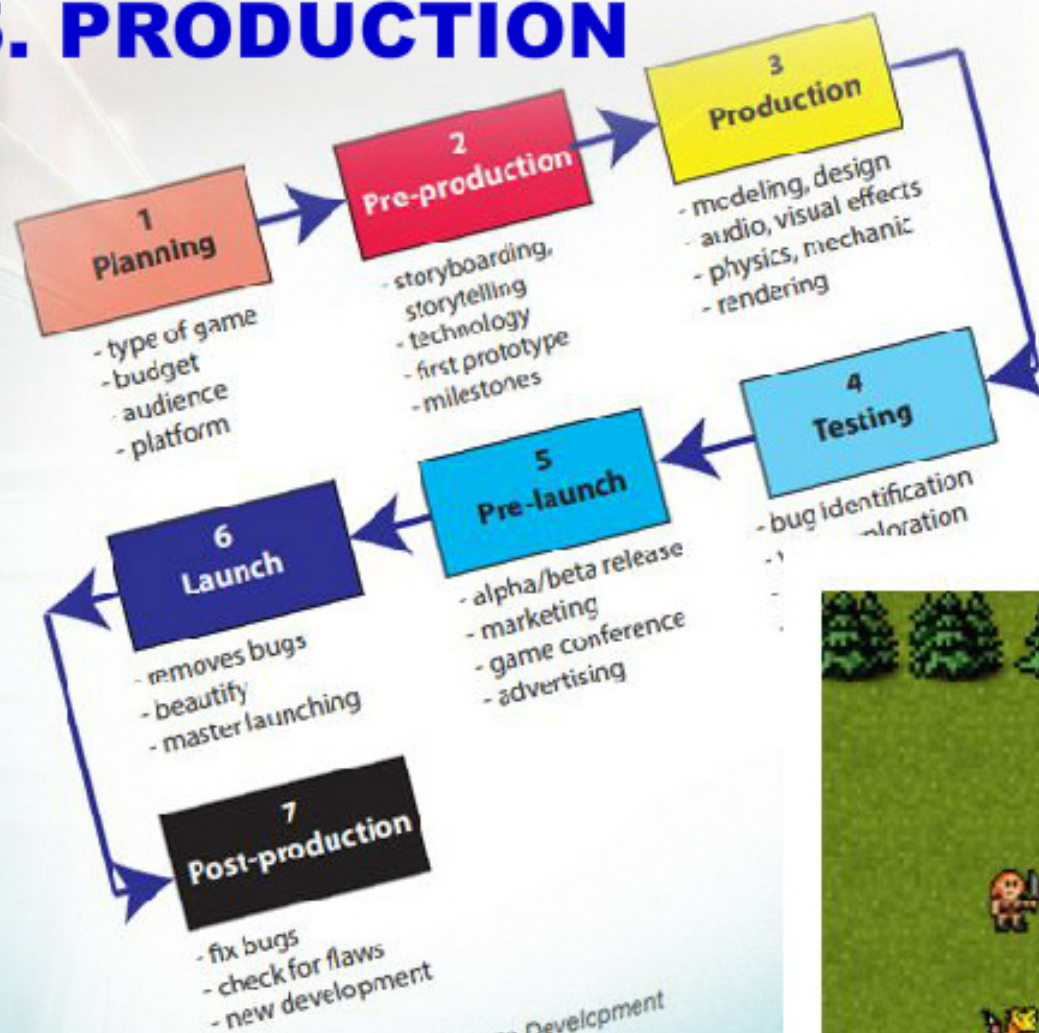 . PRODUCTION
1
Planning
- type of game
- budget
- audience
- platform
2
Pre-production
- storyboarding,
storytelling
- technology
- first prototype
- milestones
3
Production
- modeling, design
- audio, visual effects
- physics, mechanic
- rendering
4
Testing
- bug identification
5
Pre-launch
- alpha/beta release
- marketing
- game conference
- advertising
6
Launch
- removes bugs
- beautify
- master launching
7
Post-production
- fix bugs
- check for flaws
- new development
Development